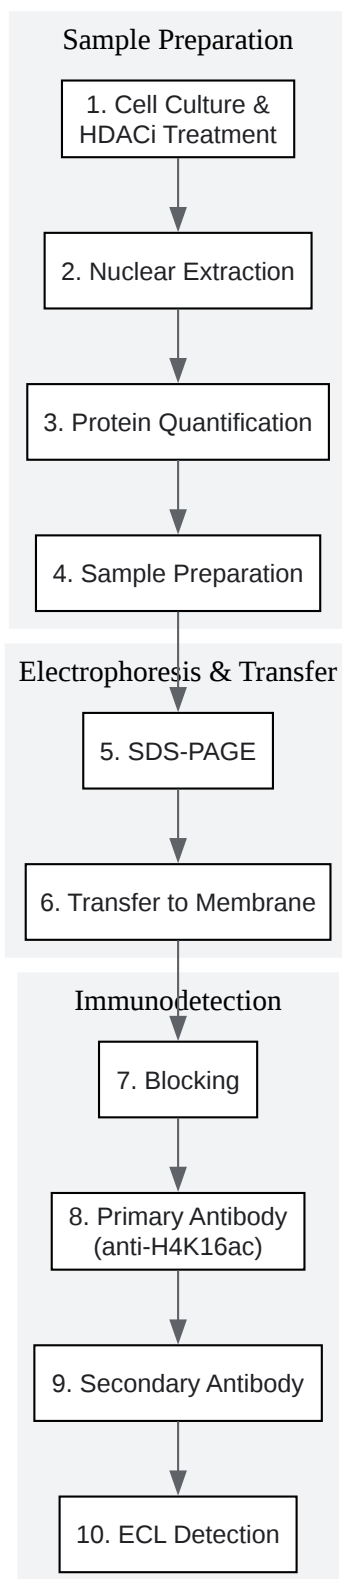 Sample Preparation
1. Cell Culture &
HDACi Treatment
2. Nuclear Extraction
3. Protein Quantification
4. Sample Preparation
Electrophoresis & Transfer
5. SDS-PAGE
6. Transfer to Membrane
Immunodetection
7. Blocking
8. Primary Antibody
(anti-H4K16ac)
9. Secondary Antibody
10. ECL Detection